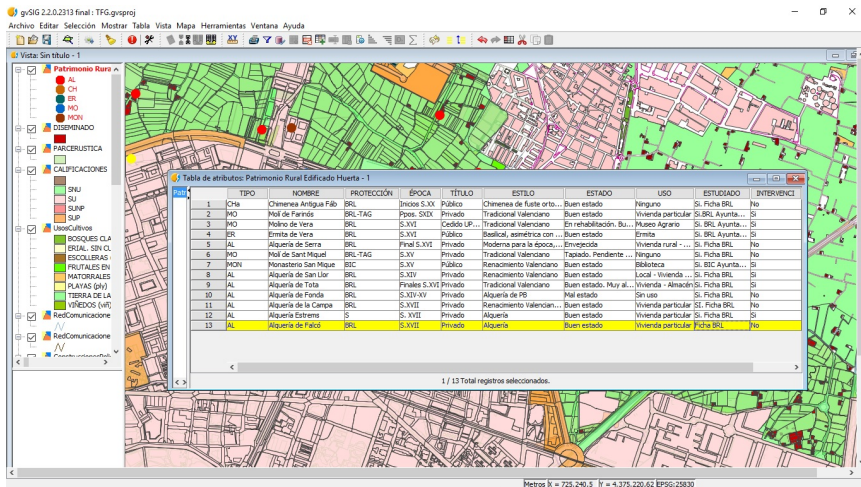 gvSIG 2.2.0.2313 final : TFG.gvsproj
Archivo Editar Selección Mostrar Tabla Vista Mapa Herramientas Ventana Ayuda
Vista: Sin título - 1
Patrimonio Rura
AL
CH
ER
MO
MON
DISEMINADO
PARCERUSTICA
CALIFICACIONES
SNU
SU
SUNP
SUP
UsosCultivos
BOSQUES CLA
ERIAL. SIN CU
ESCOLLERAS
FRUTALES EN
MATORRALES
PLAYAS (ply)
TIERRA DE LA
VIÑEDOS (viñ)
RedComunicacione
RedComunicacione
Tabla de atributos: Patrimonio Rural Edificado Huerta - 1
TIPO NOMBRE PROTECCIÓN ÉPOCA TÍTULO ESTILO ESTADO USO ESTUDIADO INTERVENCI
1 CHa Chimenea Antigua Fáb BRL Inicios S.XX Público Chimenea de fuste orto... Buen estado Ninguno Si. Ficha BRL No
2 MO Molí de Farinós BRL-TAG Ppos. SXIX Privado Tradicional Valenciano Buen estado Vivienda particular Si.BRL Ayunta... Si
3 MO Molino de Vera BRL S.XVI Cedido UP... Tradicional Valenciano En rehabilitación. Bu... Museo Agrario Si. BRL Ayunta... Si
4 ER Ermita de Vera BRL S.XVI Público Basilical, asimétrica con ... Buen estado Ermita Si. BRL Ayunta... Si
5 AL Alquería de Serra BRL Final S.XVI Privado Moderna para la época,... Envejecida Vivienda rural - ... Si. Ficha BRL No
6 MO Molí de Sant Miquel BRL-TAG S.XV Privado Tradicional Valenciano Tapiado. Pendiente ... Ninguno Si. Ficha BRL No
7 MON Monasterio San Mique BIC S.XV Público Renacimiento Valenciano Buen estado Biblioteca Si. BIC Ayunta... Si
8 AL Alquería de San Llor BRL S.XIV Privado Renacimiento Valenciano Buen estado Local - Vivienda ... Si. Ficha BRL Si
9 AL Alquería de Tota BRL Finales S.XVI Privado Tradicional Valenciano Buen estado. Muy al... Vivienda - Almacén Si. Ficha BRL Si
10 AL Alquería de Fonda BRL S.XIV-XV Privado Alquería de PB Mal estado Sin uso Si. Ficha BRL No
11 AL Alquería de la Campa BRL S.XVII Privado Renacimiento Valencian... Buen estado Vivienda particular Si. Ficha BRL No
12 AL Alquería Estrems S S. XVII Privado Alquería Buen estado Vivienda particular Si. Ficha BRL Si
13 AL Alquería de Falcó BRL S.XVII Privado Alquería Buen estado Vivienda particular Ficha BRL No
1 / 13 Total registros seleccionados.
Metros X = 725.240,5 Y = 4.375.220,62 EPSG:25830